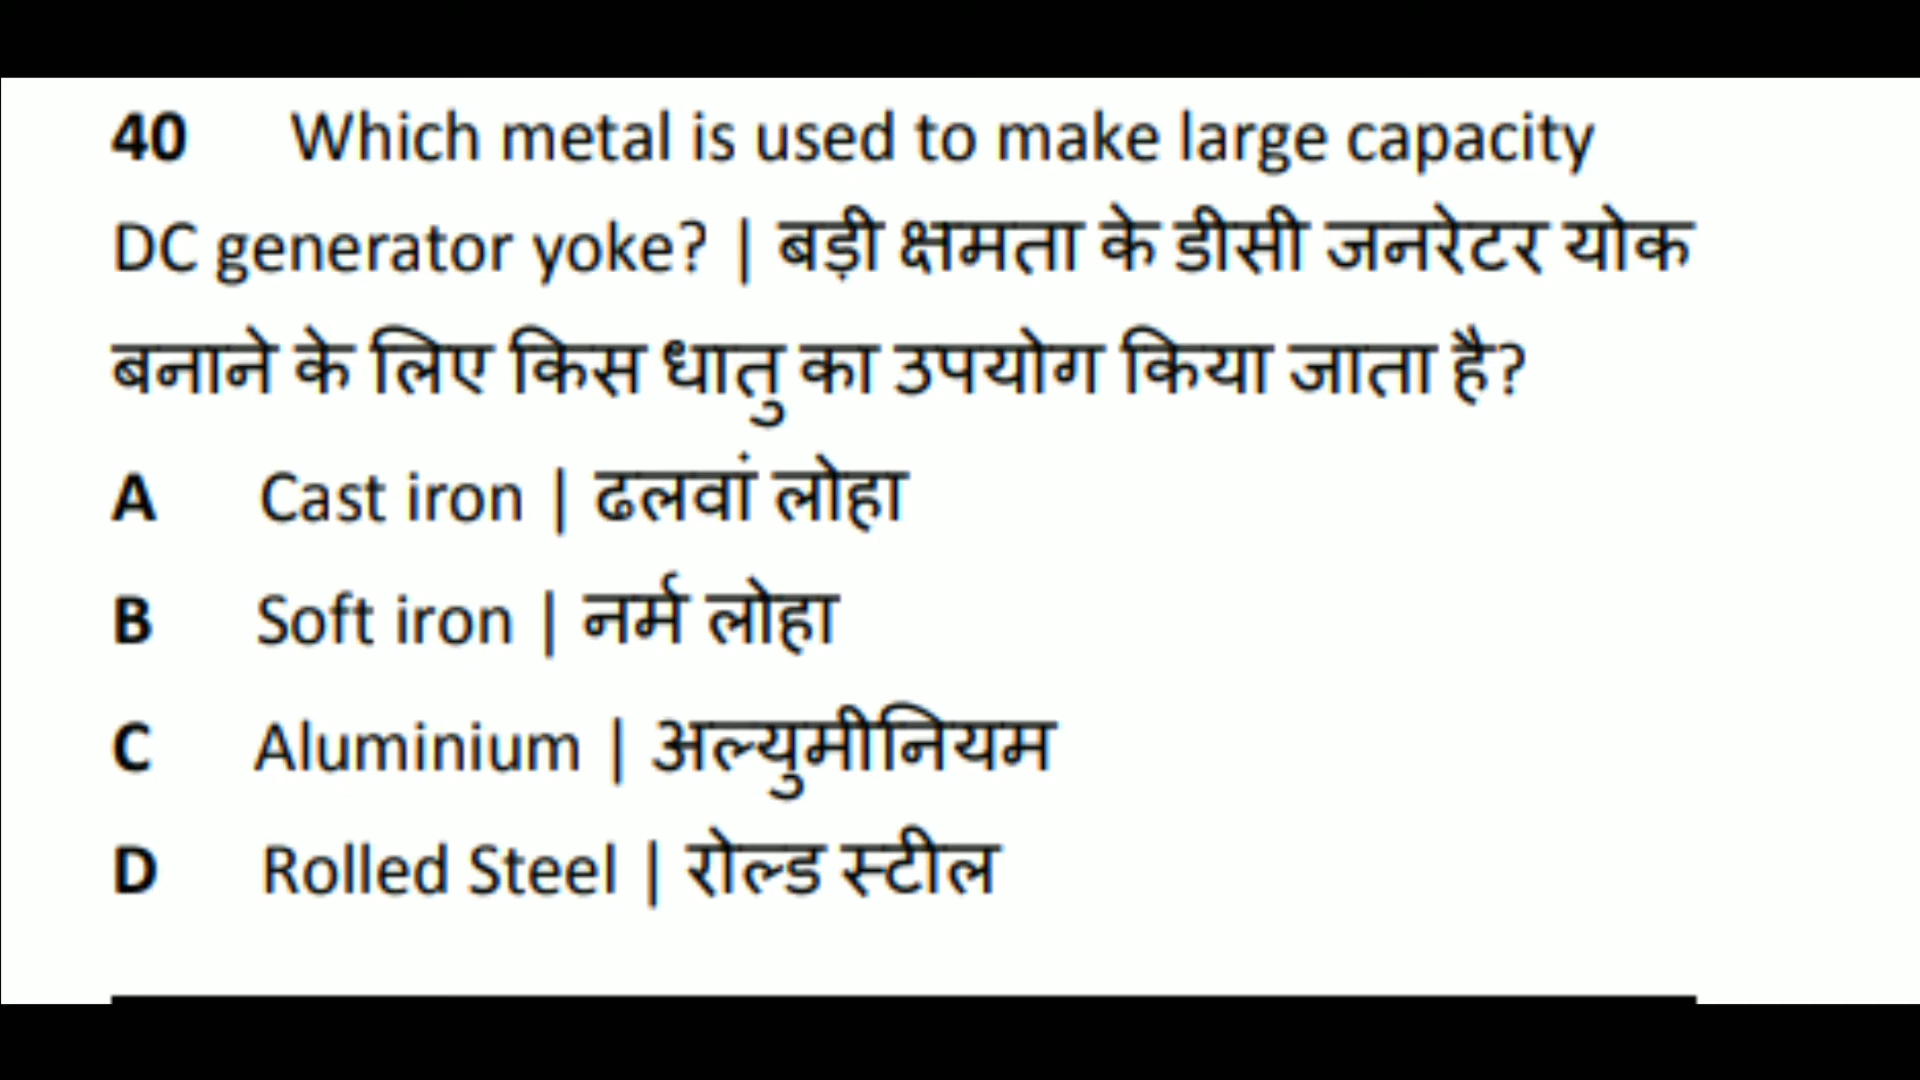 40 Which metal is used to make large capacity
DC generator yoke? | बड़ी क्षमता के डीसी जनरेटर योक
बनाने के लिए किस धातु का उपयोग किया जाता है?
A Cast iron | ढलवां लोहा
B Soft iron | नर्म लोहा
C Aluminium | अल्युमीनियम
D Rolled Steel | रोल्ड स्टील